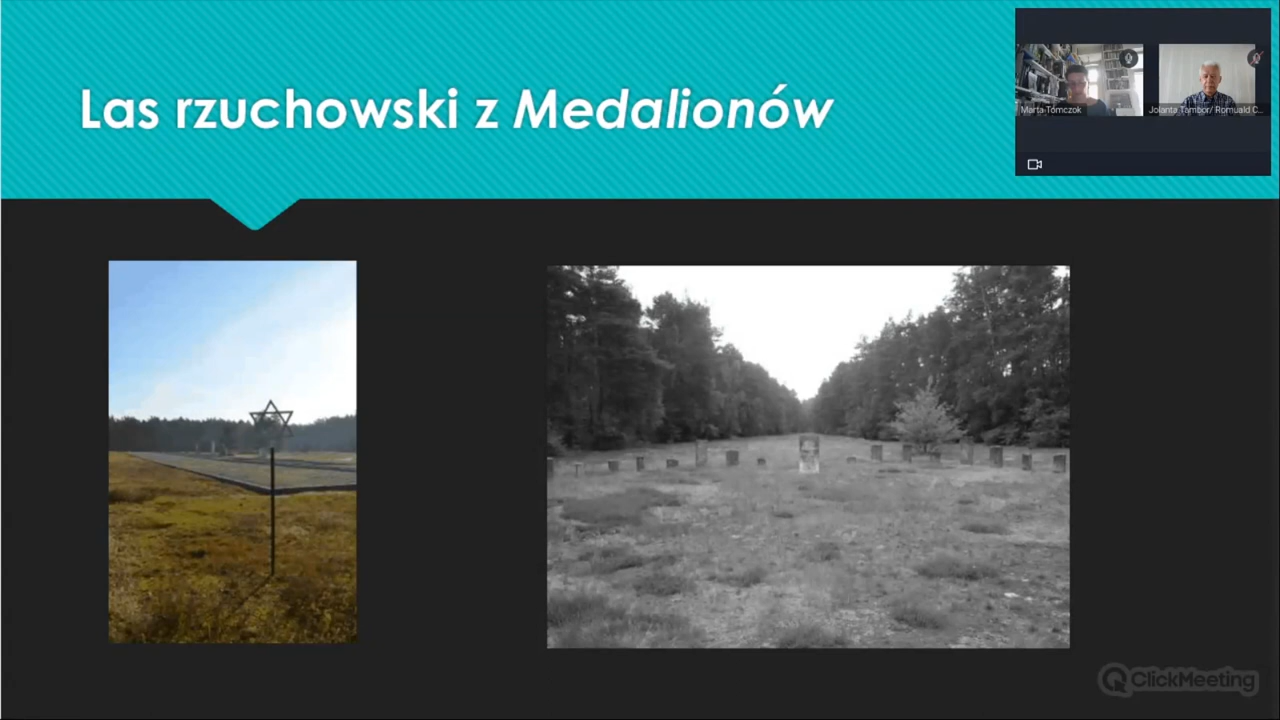 Las rzuchowski z Medalionów
Marta Tomczok
Jolanta Tambor/ Romuald C...
ClickMeeting